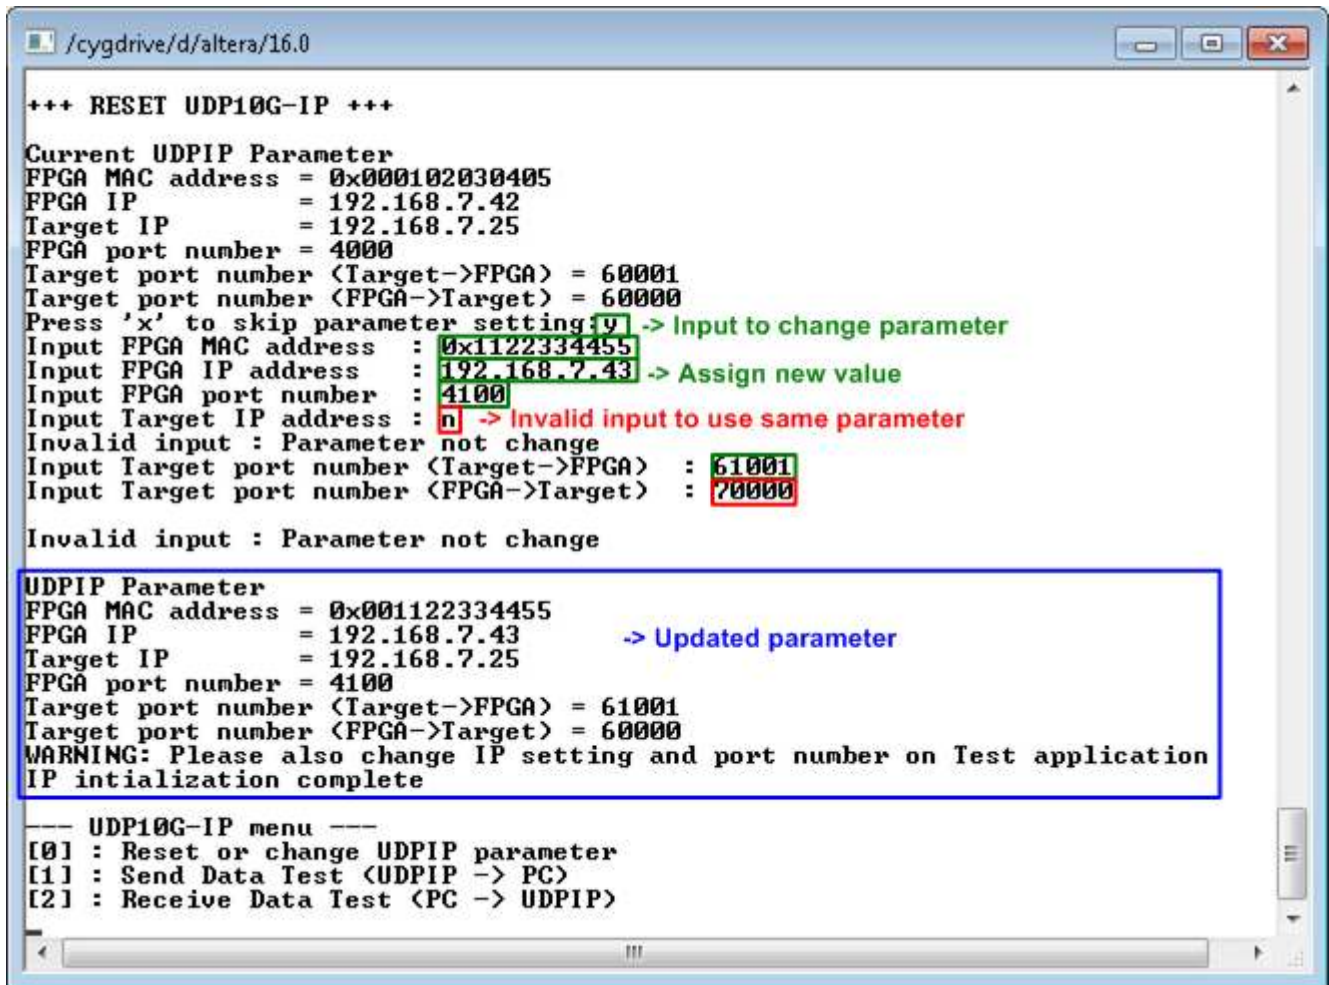 /cygdrive/d/altera/16.0
+++ RESET UDP10G-IP +++
Current UDPIP Parameter
FPGA MAC address = 0x000102030405
FPGA IP = 192.168.7.42
Target IP = 192.168.7.25
FPGA port number = 4000
Target port number (Target->FPGA) = 60001
Target port number (FPGA->Target) = 60000
Press 'x' to skip parameter setting:y -> Input to change parameter
Input FPGA MAC address : 0x1122334455
Input FPGA IP address : 192.168.7.43 -> Assign new value
Input FPGA port number : 4100
Input Target IP address : n -> Invalid input to use same parameter
Invalid input : Parameter not change
Input Target port number (Target->FPGA) : 61001
Input Target port number (FPGA->Target) : 70000
Invalid input : Parameter not change
UDPIP Parameter
FPGA MAC address = 0x001122334455
FPGA IP = 192.168.7.43 -> Updated parameter
Target IP = 192.168.7.25
FPGA port number = 4100
Target port number (Target->FPGA) = 61001
Target port number (FPGA->Target) = 60000
WARNING: Please also change IP setting and port number on Test application
IP intialization complete
--- UDP10G-IP menu ---
[0] : Reset or change UDPIP parameter
[1] : Send Data Test (UDPIP -> PC)
[2] : Receive Data Test (PC -> UDPIP)